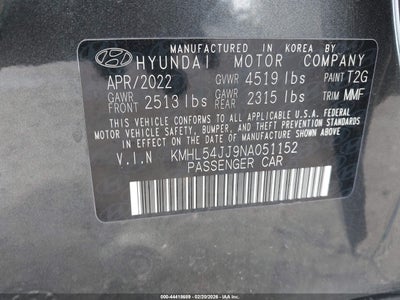 MANUFACTURED IN KOREA BY
HYUNDAI MOTOR COMPANY
APR/2022 GVWR 4519 lbs PAINT T2G
GAWR FRONT 2513 lbs GAWR REAR 2315 lbs TRIM MMF
THIS VEHICLE CONFORMS TO ALL APPLICABLE U.S.A. FEDERAL
MOTOR VEHICLE SAFETY, BUMPER, AND THEFT PREVENTION STANDARDS
IN EFFECT ON THE DATE OF MANUFACTURE SHOWN ABOVE.
V.I.N KMHL54JJ9NA051152
PASSENGER CAR
000-44418699 - 02/20/2026 - IAA